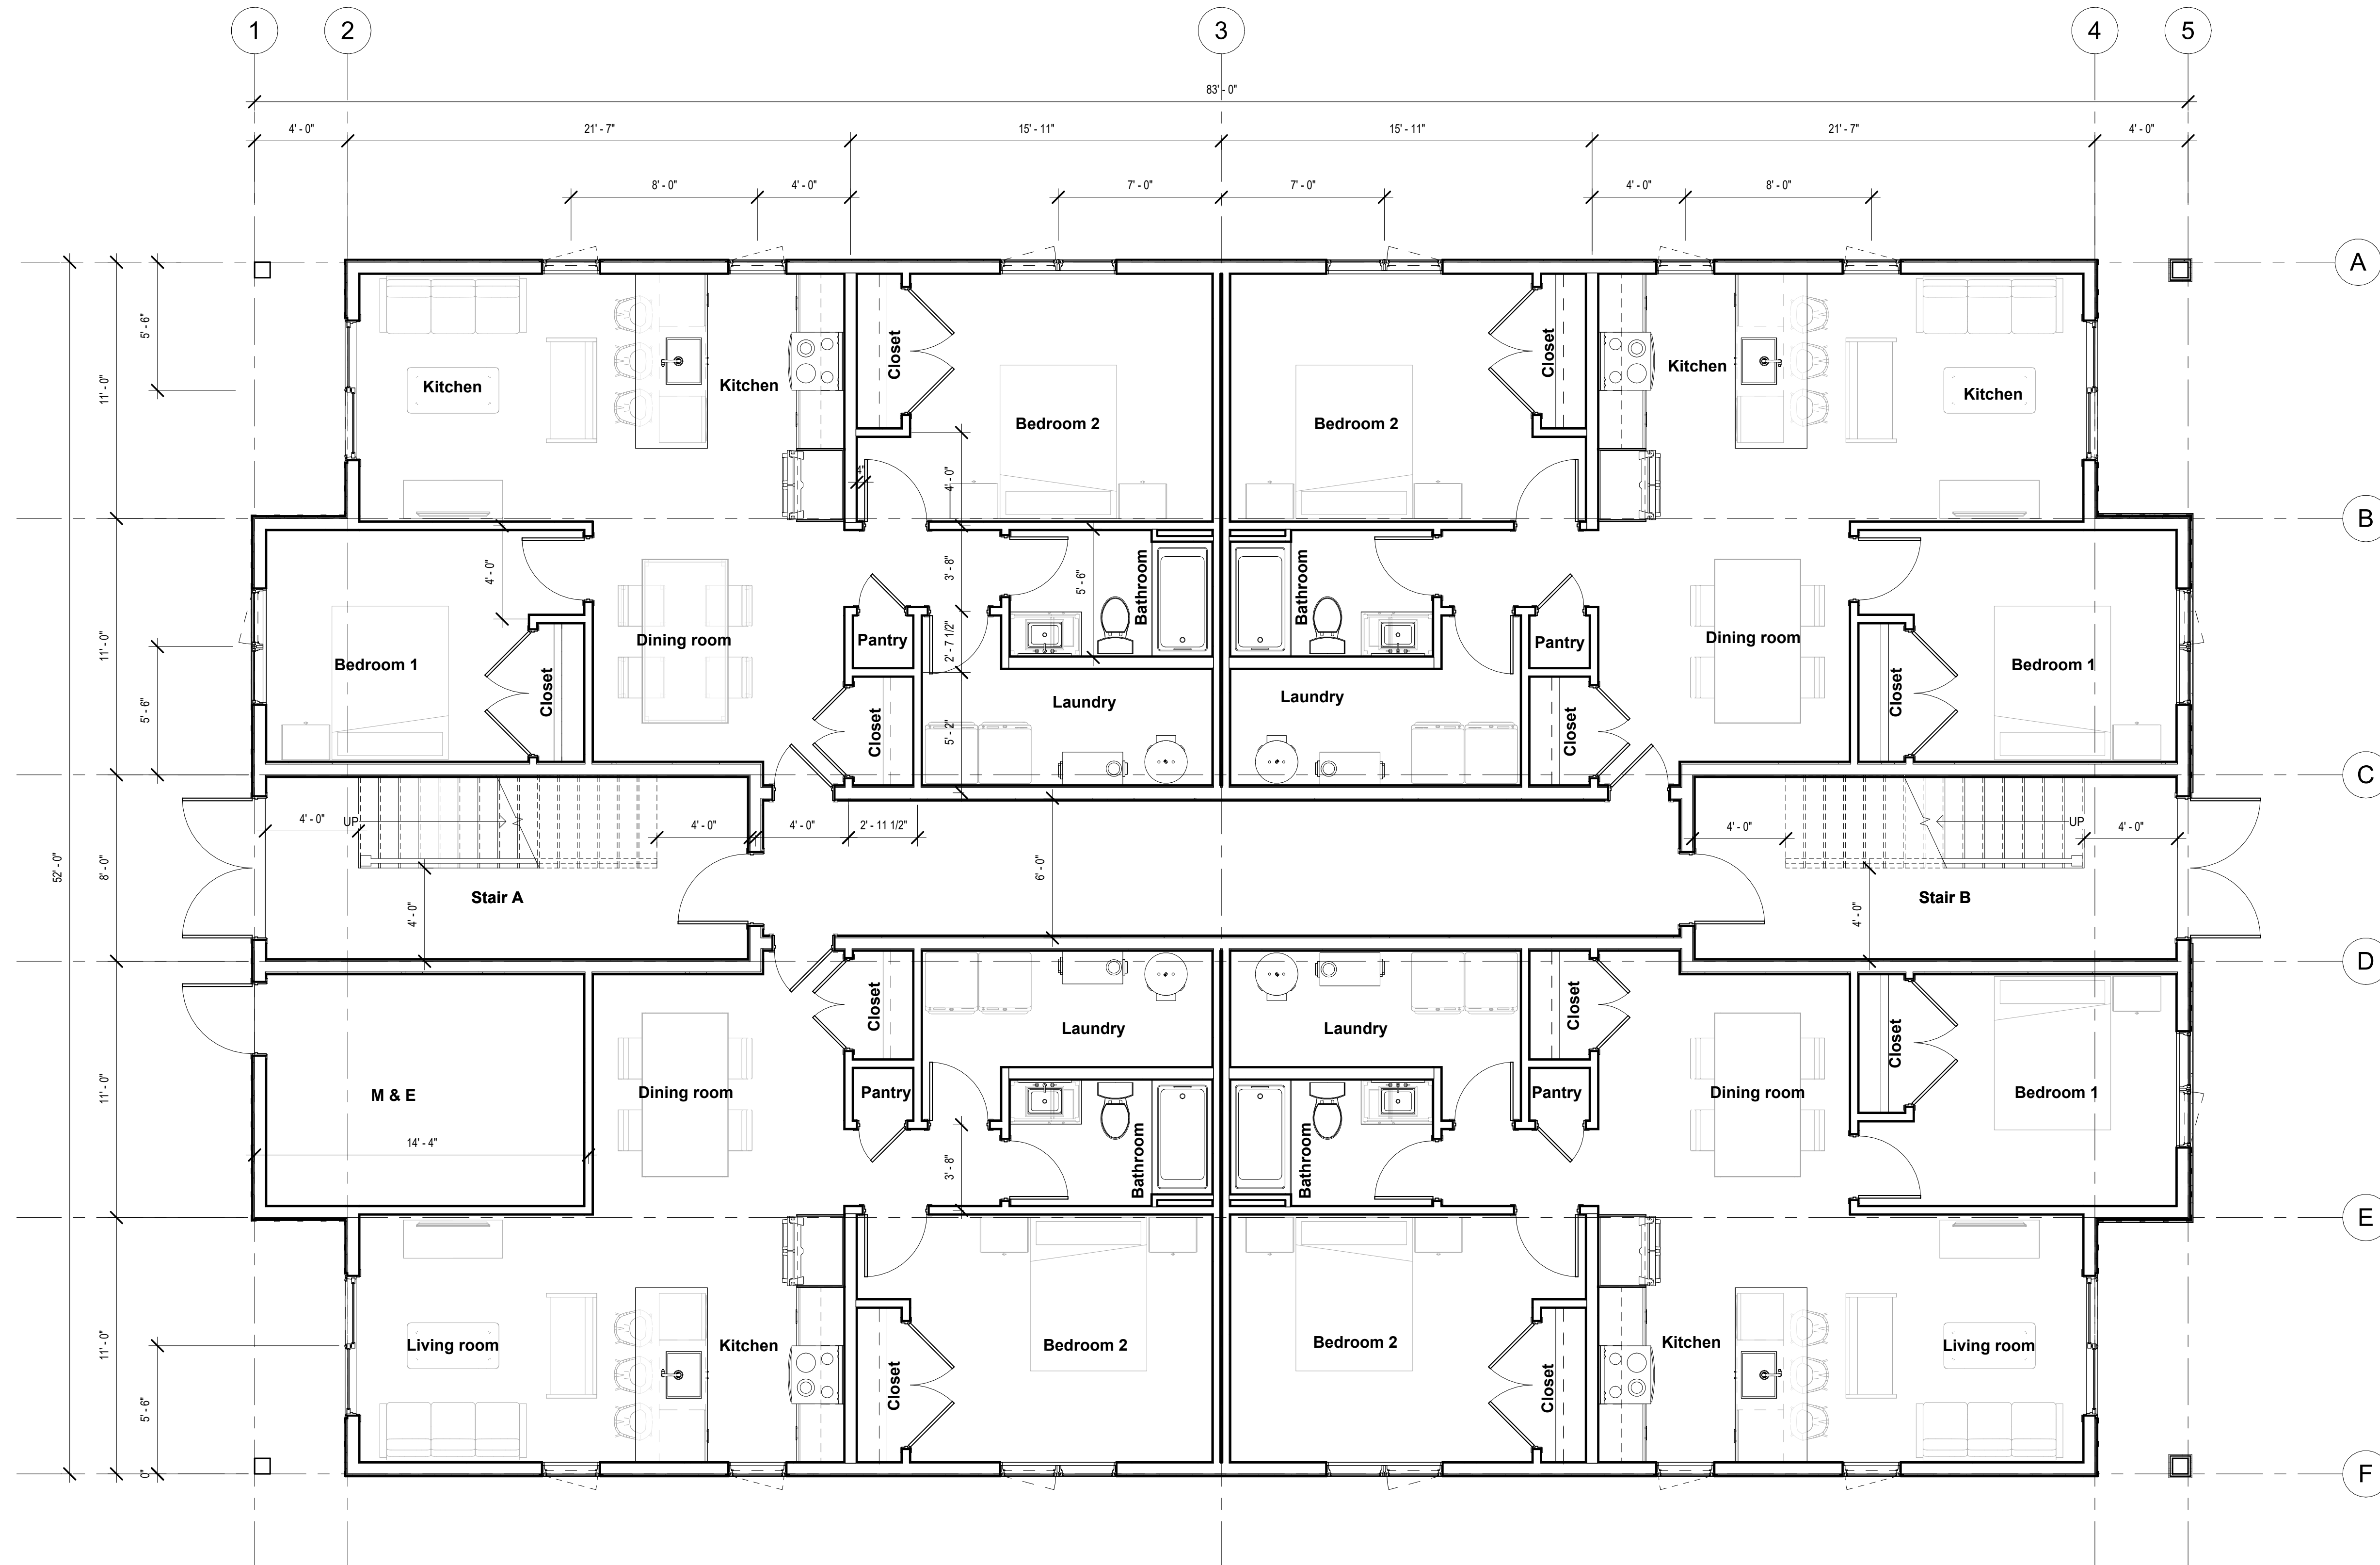 1
2
3
4
5
83' - 0"
4' - 0"
21' - 7"
15' - 11"
15' - 11"
21' - 7"
4' - 0"
8' - 0"
4' - 0"
7' - 0"
7' - 0"
4' - 0"
8' - 0"
A
5' - 6"
11' - 0"
Kitchen
Kitchen
Closet
Bedroom 2
Bedroom 2
Closet
Kitchen
Kitchen
4' - 0"
B
4' - 0"
3' - 8"
5' - 6"
Bathroom
Bathroom
11' - 0"
5' - 6"
Bedroom 1
Closet
Dining room
Pantry
2' - 7 1/2"
Laundry
Laundry
Pantry
Dining room
Closet
Bedroom 1
Closet
5' - 2"
Closet
C
52' - 0"
8' - 0"
4' - 0"
UP
4' - 0"
4' - 0"
2' - 11 1/2"
6' - 0"
4' - 0"
UP
4' - 0"
Stair A
4' - 0"
Stair B
4' - 0"
D
11' - 0"
M & E
14' - 4"
Dining room
Closet
Pantry
Laundry
Laundry
Closet
Pantry
Dining room
Closet
Bedroom 1
3' - 8"
Bathroom
Bathroom
E
11' - 0"
5' - 6"
Living room
Kitchen
Closet
Bedroom 2
Bedroom 2
Closet
Kitchen
Living room
0"
F